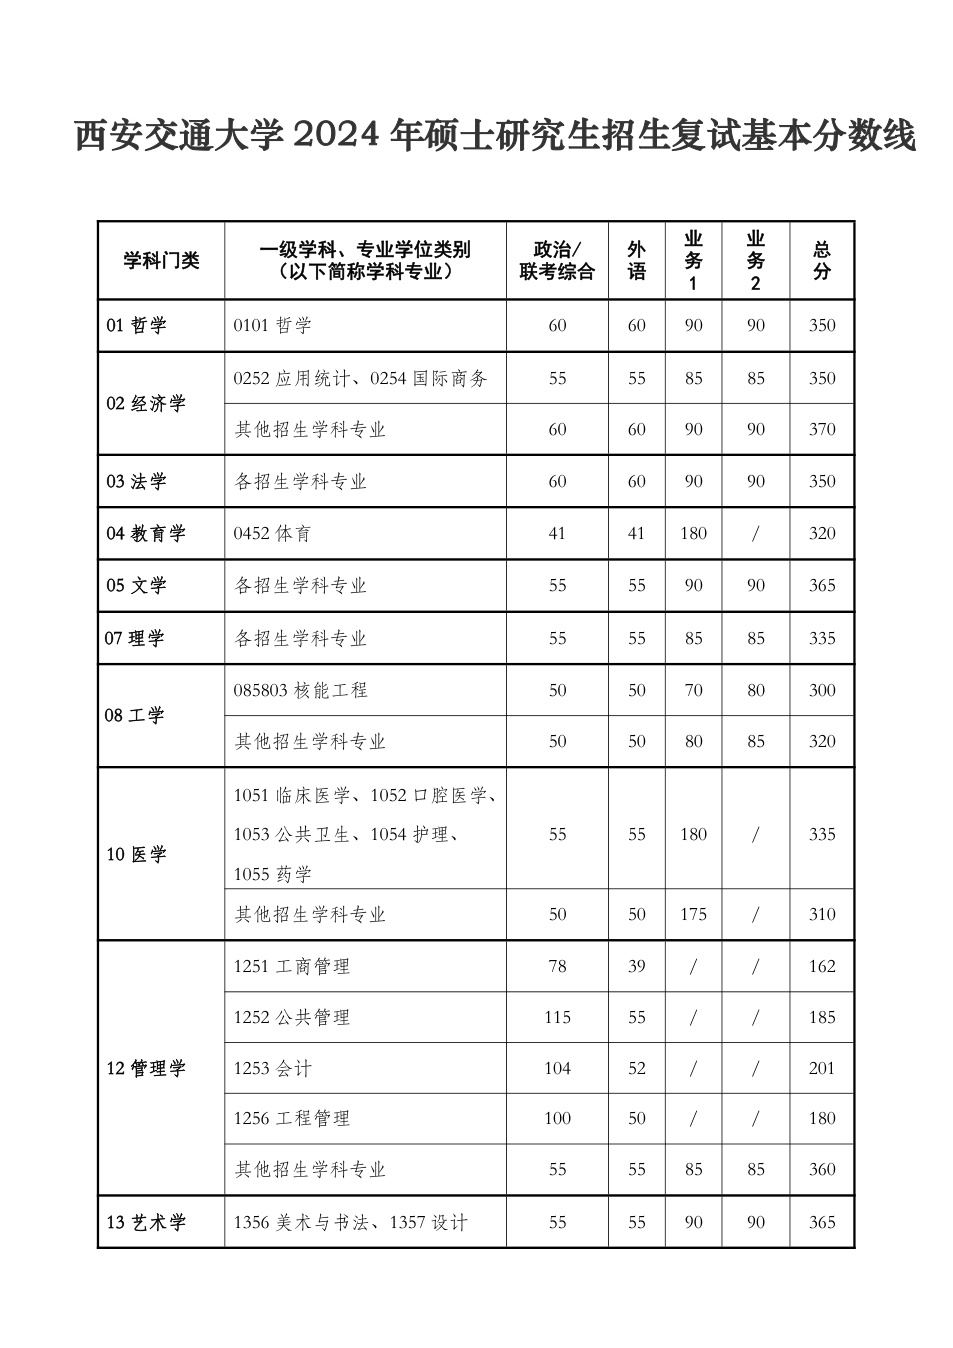 西安交通大学 2024 年硕士研究生招生复试基本分数线
学科门类 一级学科、专业学位类别（以下简称学科专业） 政治/联考综合 外语 业务1 业务2 总分
01 哲学 0101 哲学 60 60 90 90 350
02 经济学 0252 应用统计、0254 国际商务 55 55 85 85 350
其他招生学科专业 60 60 90 90 370
03 法学 各招生学科专业 60 60 90 90 350
04 教育学 0452 体育 41 41 180 / 320
05 文学 各招生学科专业 55 55 90 90 365
07 理学 各招生学科专业 55 55 85 85 335
08 工学 085803 核能工程 50 50 70 80 300
其他招生学科专业 50 50 80 85 320
10 医学 1051 临床医学、1052 口腔医学、
1053 公共卫生、1054 护理、 55 55 180 / 335
1055 药学
其他招生学科专业 50 50 175 / 310
12 管理学 1251 工商管理 78 39 / / 162
1252 公共管理 115 55 / / 185
1253 会计 104 52 / / 201
1256 工程管理 100 50 / / 180
其他招生学科专业 55 55 85 85 360
13 艺术学 1356 美术与书法、1357 设计 55 55 90 90 365